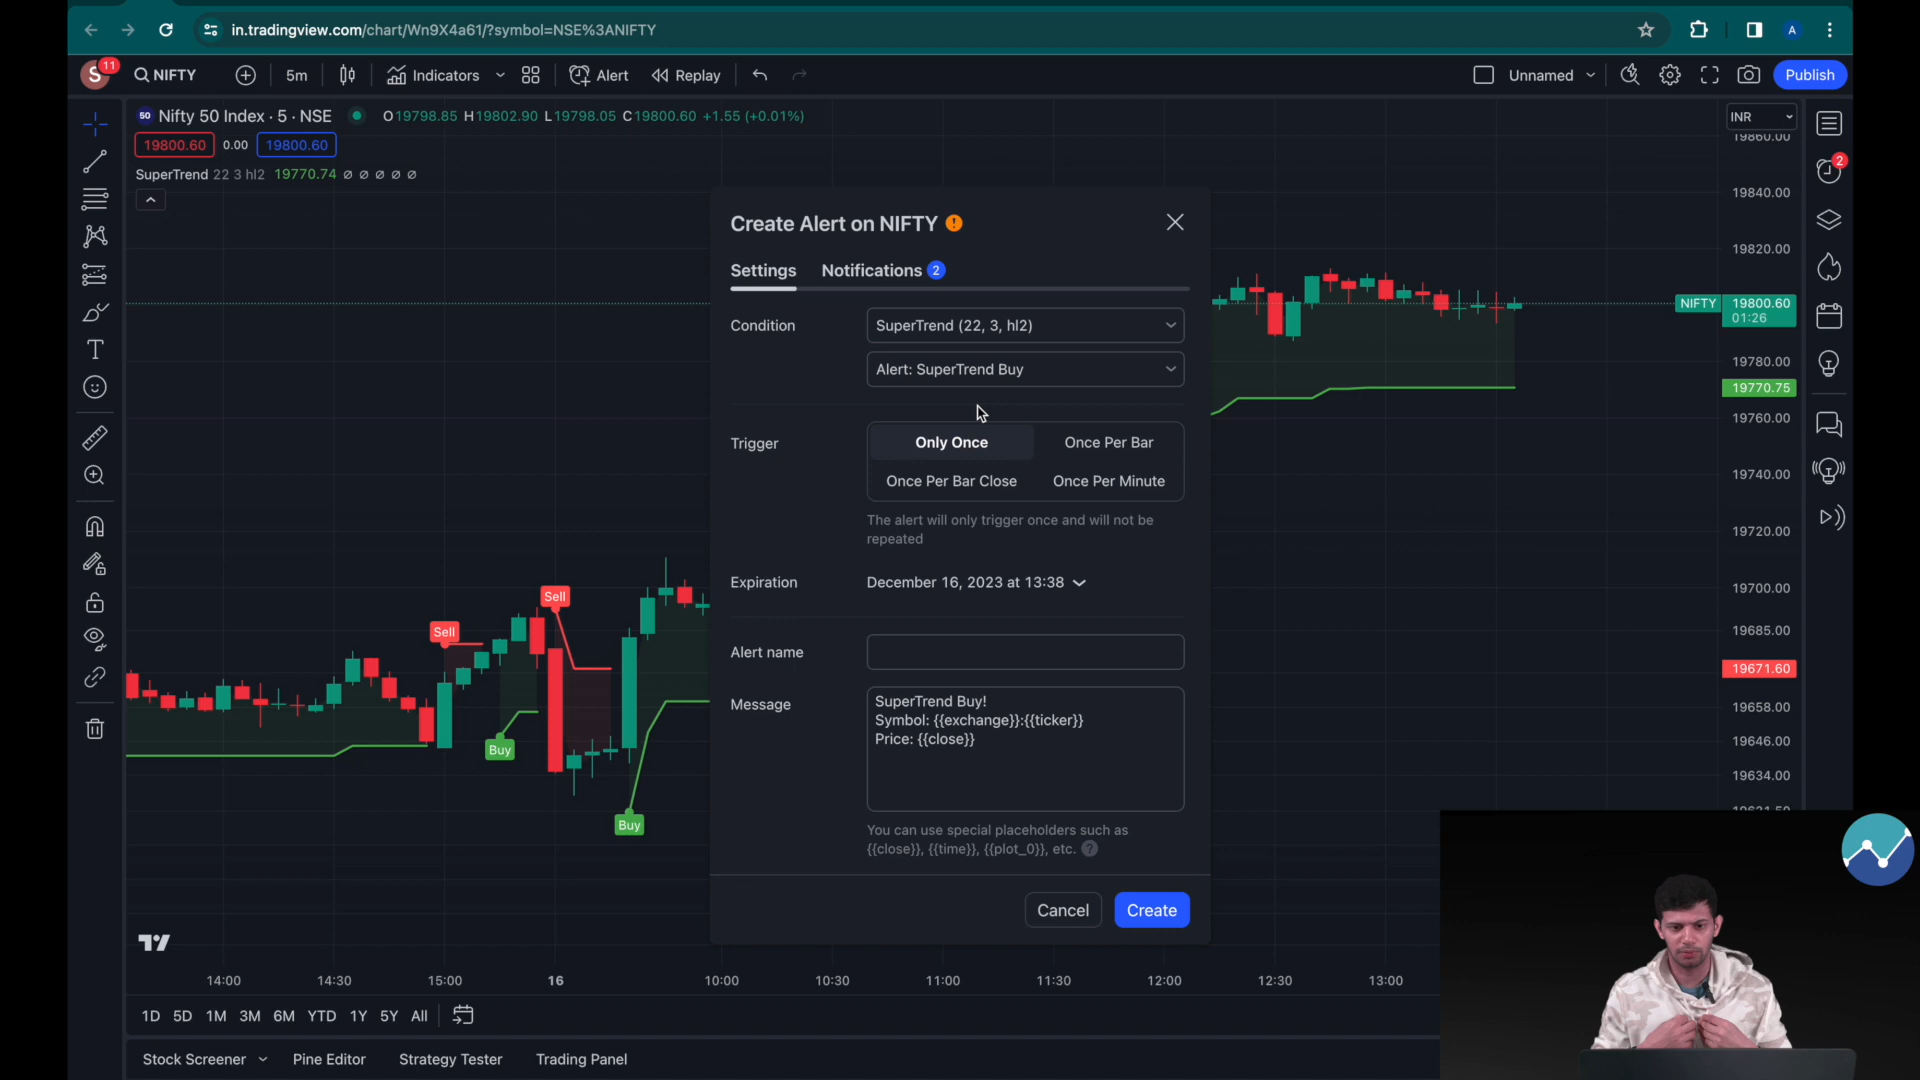 in.tradingview.com/chart/Wn9X4a61/?symbol=NSE%3ANIFTY
A
S
11
NIFTY
5m
Indicators
Alert
Replay
Unnamed
Publish
50
Nifty 50 Index · 5 · NSE
O19798.85 H19802.90 L19798.05 C19800.60 +1.55 (+0.01%)
INR
19800.60
0.00
19800.60
SuperTrend 22 3 hl2 19770.74 ∅ ∅ ∅ ∅ ∅
2
Create Alert on NIFTY
Settings
Notifications 2
Condition
SuperTrend (22, 3, hl2)
Alert: SuperTrend Buy
Trigger
Only Once
Once Per Bar
Once Per Bar Close
Once Per Minute
The alert will only trigger once and will not be
repeated
Expiration
December 16, 2023 at 13:38
Alert name
Message
SuperTrend Buy!
Symbol: {{exchange}}:{{ticker}}
Price: {{close}}
You can use special placeholders such as
{{close}}, {{time}}, {{plot_0}}, etc.
Cancel
Create
Sell
Sell
Buy
Buy
19860.00
19840.00
19820.00
NIFTY
19800.60
01:26
19780.00
19770.75
19760.00
19740.00
19720.00
19700.00
19685.00
19671.60
19658.00
19646.00
19634.00
14:00
14:30
15:00
16
10:00
10:30
11:00
11:30
12:00
12:30
13:00
1D
5D
1M
3M
6M
YTD
1Y
5Y
All
Stock Screener
Pine Editor
Strategy Tester
Trading Panel